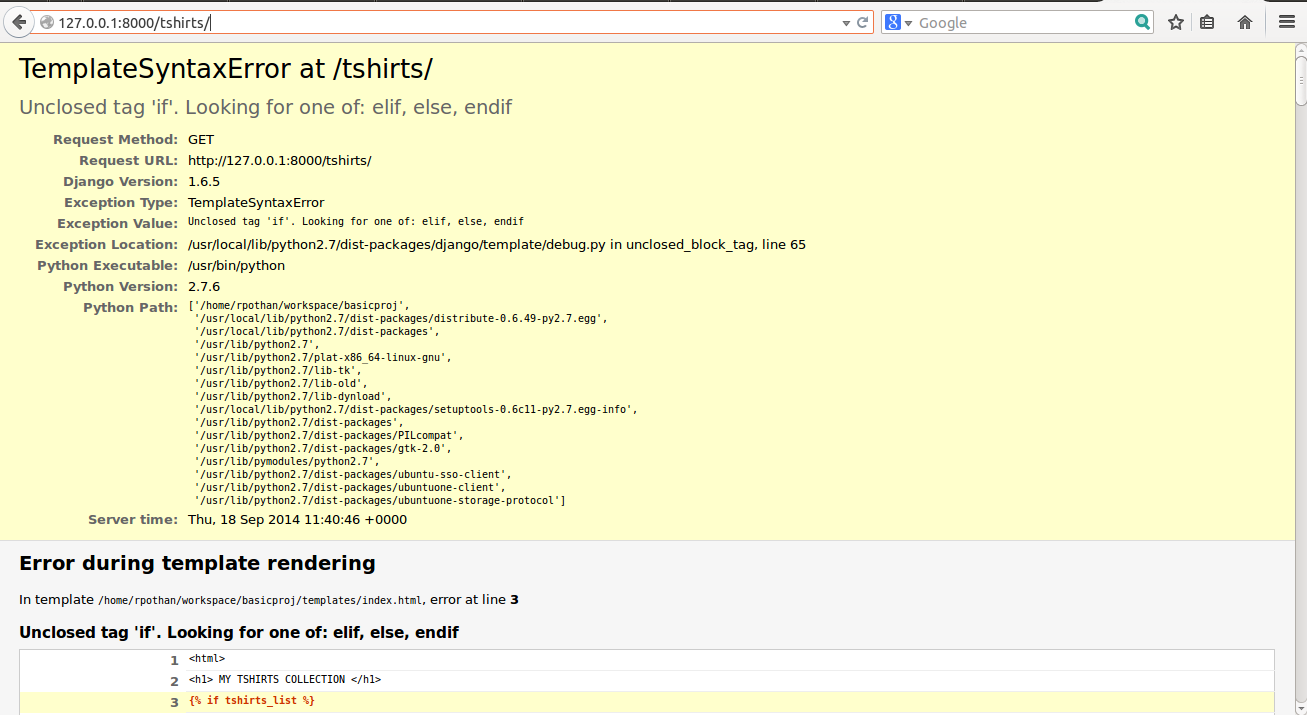 127.0.0.1:8000/tshirts/
Google
TemplateSyntaxError at /tshirts/
Unclosed tag 'if'. Looking for one of: elif, else, endif
Request Method: GET
Request URL: http://127.0.0.1:8000/tshirts/
Django Version: 1.6.5
Exception Type: TemplateSyntaxError
Exception Value: Unclosed tag 'if'. Looking for one of: elif, else, endif
Exception Location: /usr/local/lib/python2.7/dist-packages/django/template/debug.py in unclosed_block_tag, line 65
Python Executable: /usr/bin/python
Python Version: 2.7.6
Python Path: ['/home/rpothan/workspace/basicproj',
'/usr/local/lib/python2.7/dist-packages/distribute-0.6.49-py2.7.egg',
'/usr/local/lib/python2.7/dist-packages',
'/usr/lib/python2.7',
'/usr/lib/python2.7/plat-x86_64-linux-gnu',
'/usr/lib/python2.7/lib-tk',
'/usr/lib/python2.7/lib-old',
'/usr/lib/python2.7/lib-dynload',
'/usr/local/lib/python2.7/dist-packages/setuptools-0.6c11-py2.7.egg-info',
'/usr/lib/python2.7/dist-packages',
'/usr/lib/python2.7/dist-packages/PILcompat',
'/usr/lib/python2.7/dist-packages/gtk-2.0',
'/usr/lib/pymodules/python2.7',
'/usr/lib/python2.7/dist-packages/ubuntu-sso-client',
'/usr/lib/python2.7/dist-packages/ubuntuone-client',
'/usr/lib/python2.7/dist-packages/ubuntuone-storage-protocol']
Server time: Thu, 18 Sep 2014 11:40:46 +0000
Error during template rendering
In template /home/rpothan/workspace/basicproj/templates/index.html, error at line 3
Unclosed tag 'if'. Looking for one of: elif, else, endif
1 <html>
2 <h1> MY TSHIRTS COLLECTION </h1>
3 {% if tshirts_list %}